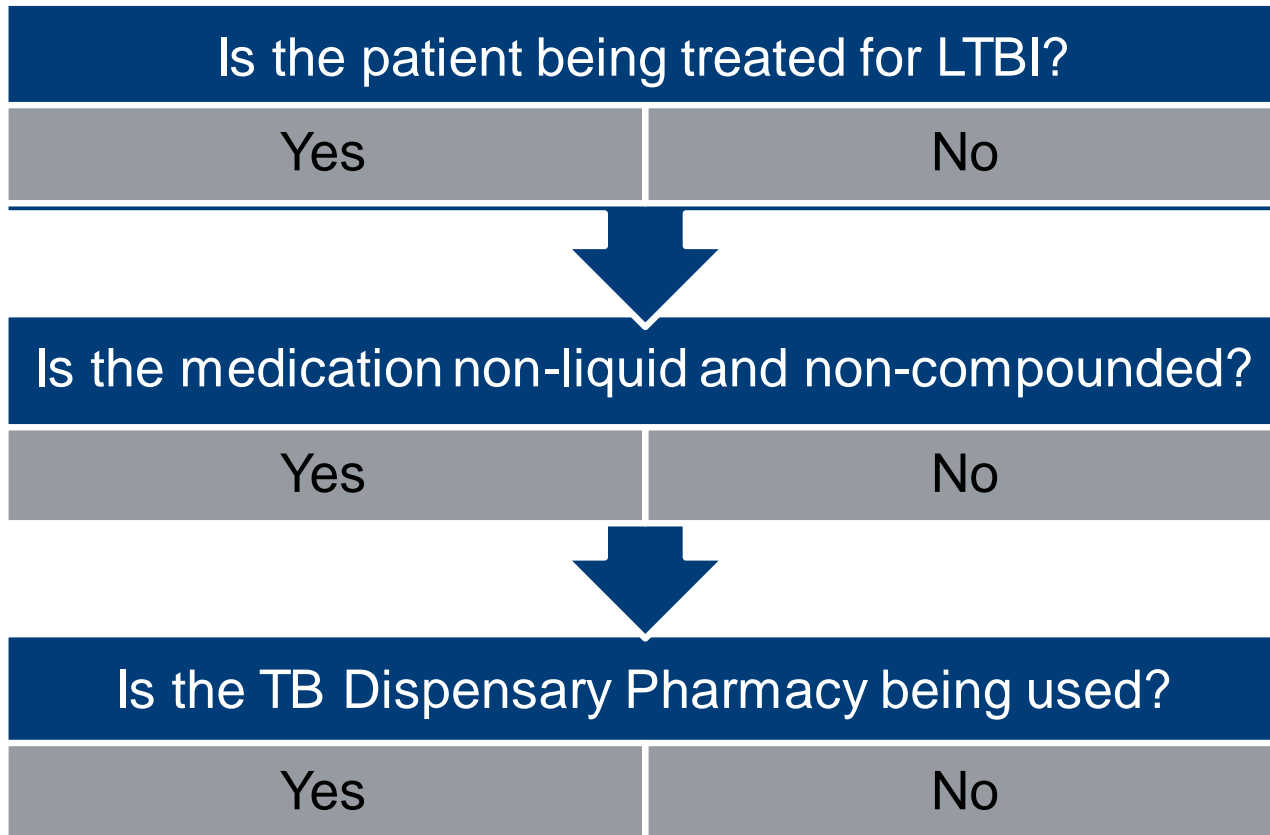 Is the patient being treated for LTBI?
Yes No
Is the medication non-liquid and non-compounded?
Yes No
Is the TB Dispensary Pharmacy being used?
Yes No